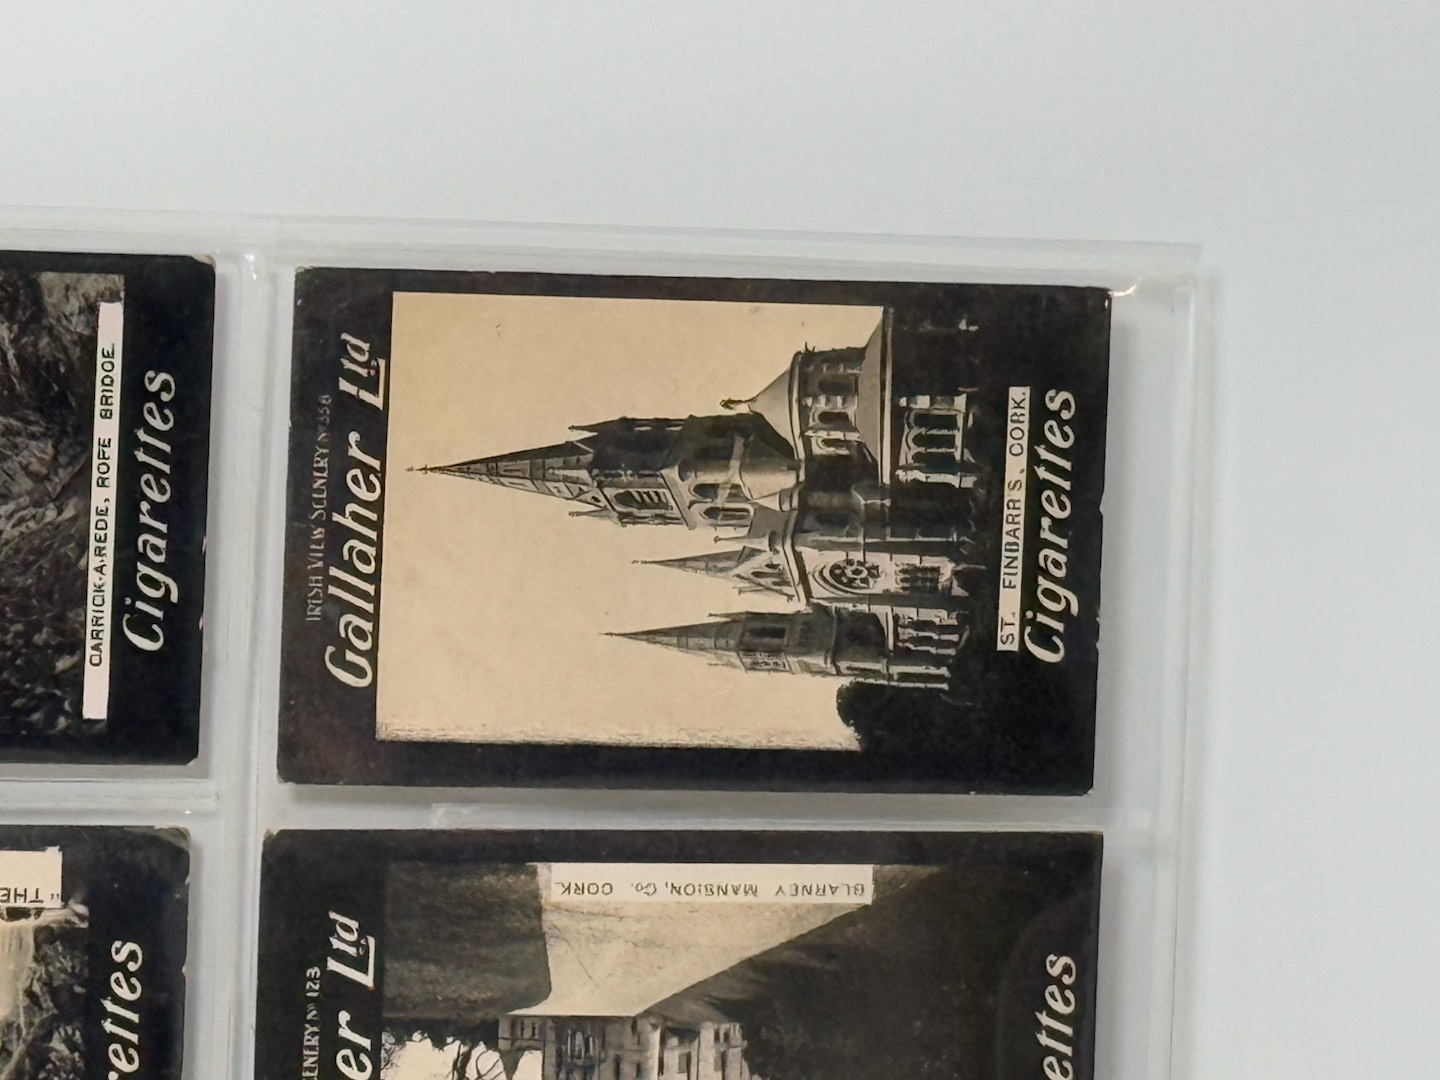 CARRICK-A-REDE, ROPE BRIDGE.
Cigarettes
IRISH VIEW SCENERY No 358
Gallaher Ltd
ST. FINBARR'S, CORK.
Cigarettes
"THE
rettes
CENERY No 123
er Ltd
BLARNEY MANSION, Co. CORK.
ettes